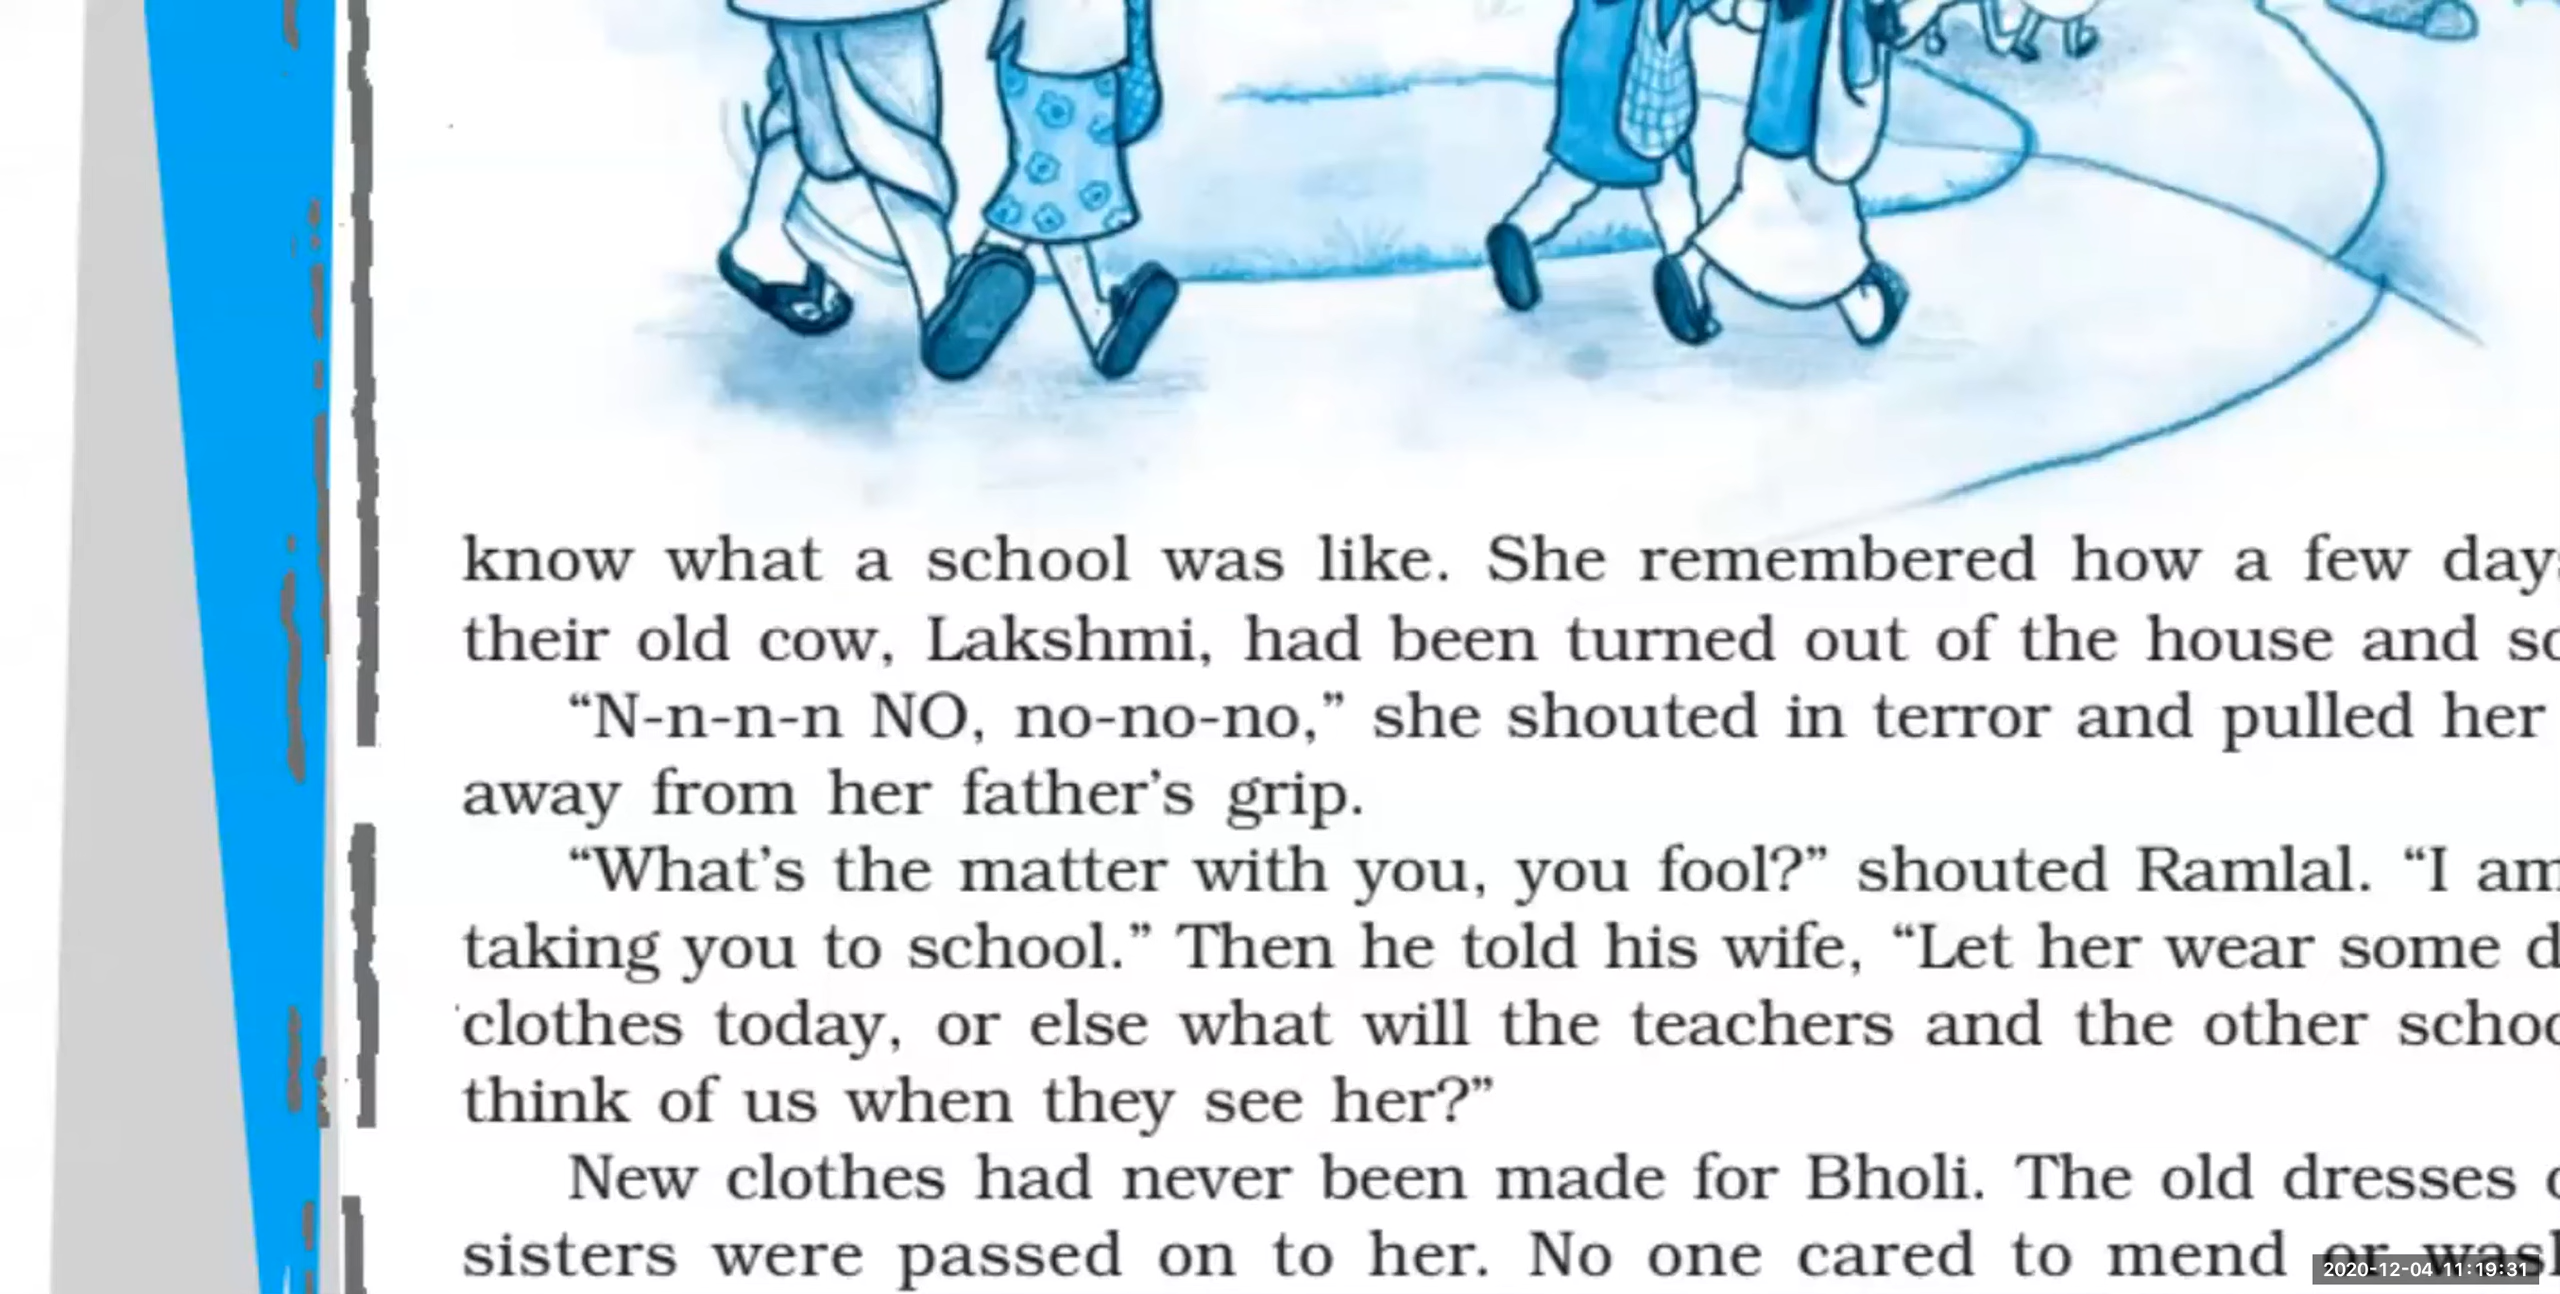 know what a school was like. She remembered how a few
their old cow, Lakshmi, had been turned out of the house and
“N-n-n-n NO, no-no-no,” she shouted in terror and pulled her
away from her father’s grip.
“What’s the matter with you, you fool?” shouted Ramlal. “I am
taking you to school.” Then he told his wife, “Let her wear some
clothes today, or else what will the teachers and the other
think of us when they see her?”
New clothes had never been made for Bholi. The old dresses
sisters were passed on to her. No one cared to mend or
2020-12-04 11:19:31